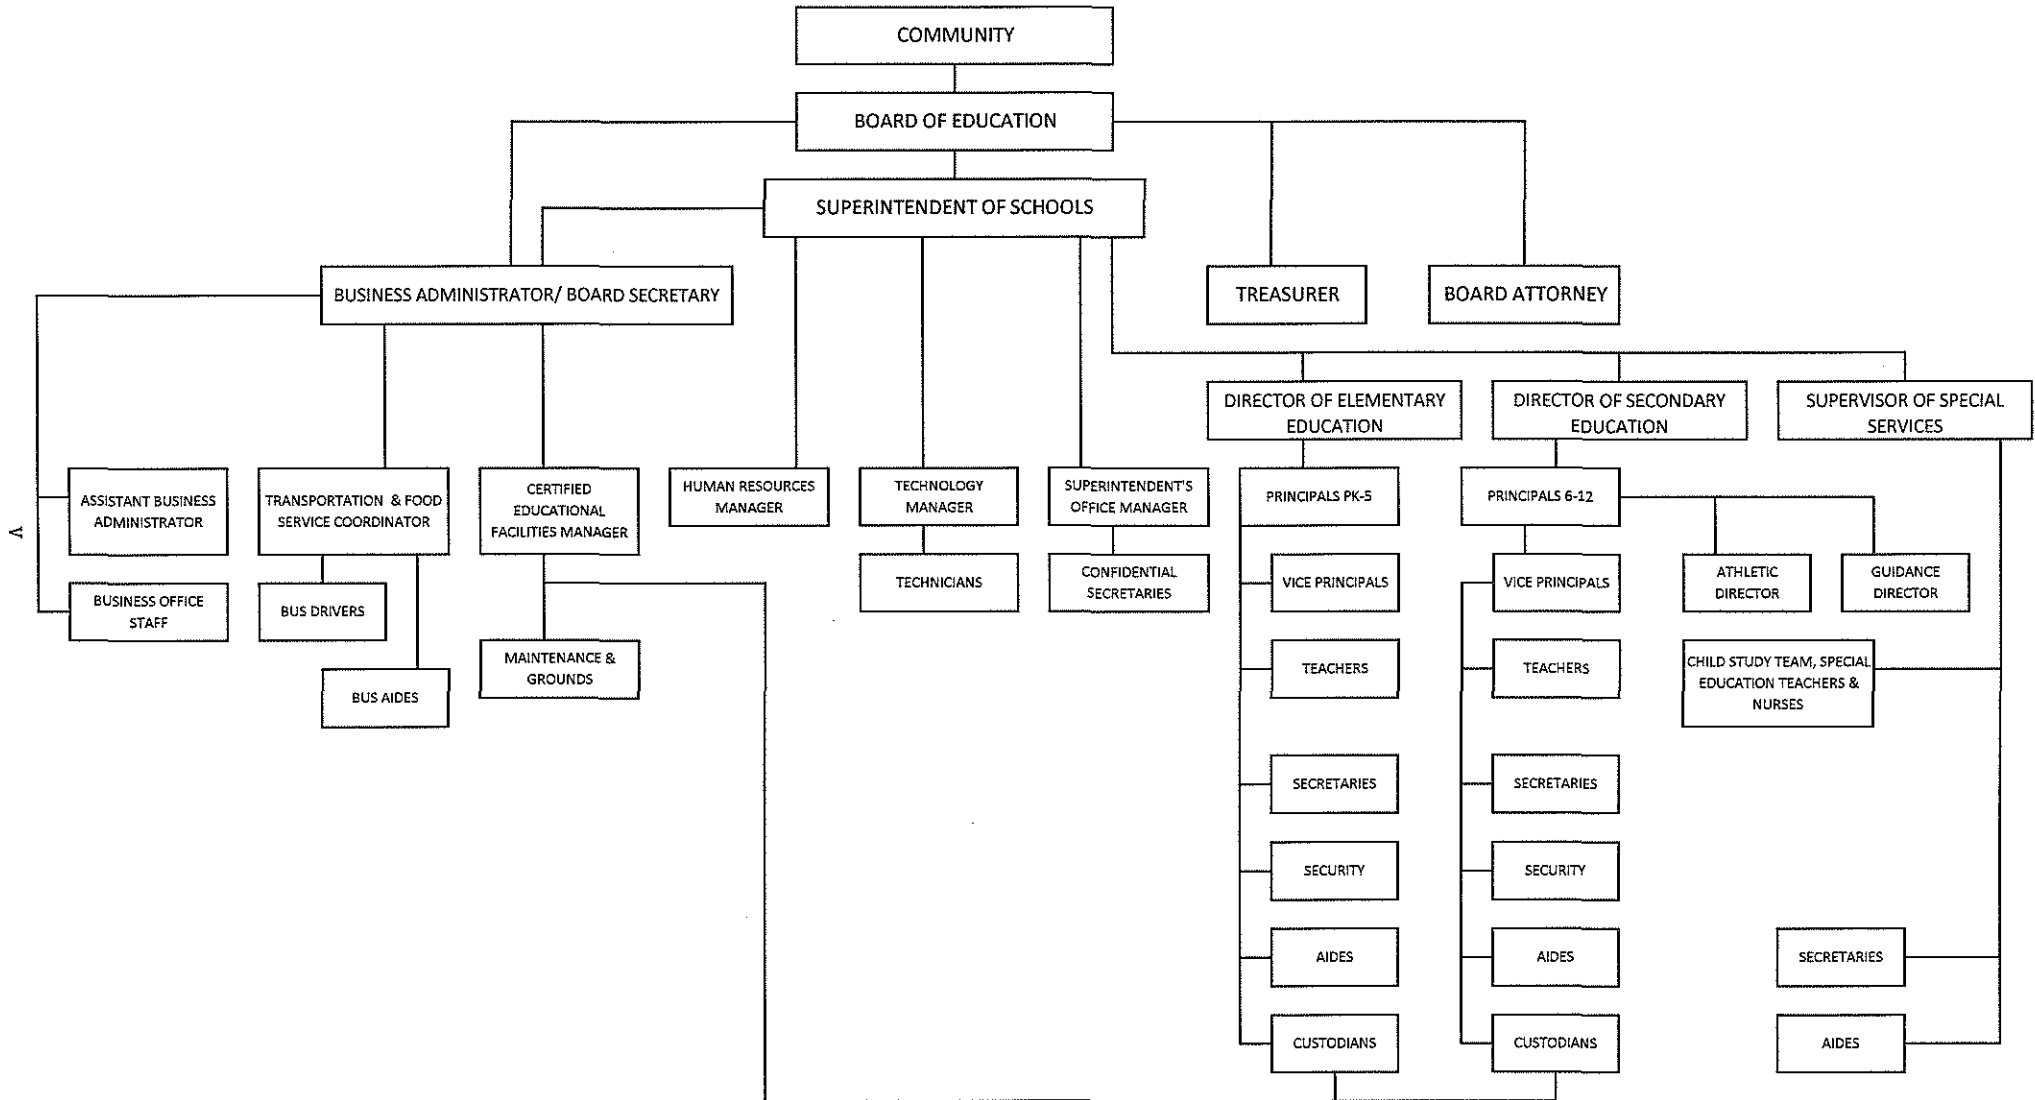 COMMUNITY
BOARD OF EDUCATION
SUPERINTENDENT OF SCHOOLS
BUSINESS ADMINISTRATOR/ BOARD SECRETARY
TREASURER
BOARD ATTORNEY
DIRECTOR OF ELEMENTARY
EDUCATION
DIRECTOR OF SECONDARY
EDUCATION
SUPERVISOR OF SPECIAL
SERVICES
ASSISTANT BUSINESS
ADMINISTRATOR
TRANSPORTATION & FOOD
SERVICE COORDINATOR
CERTIFIED
EDUCATIONAL
FACILITIES MANAGER
HUMAN RESOURCES
MANAGER
TECHNOLOGY
MANAGER
SUPERINTENDENT'S
OFFICE MANAGER
PRINCIPALS PK-5
PRINCIPALS 6-12
BUSINESS OFFICE
STAFF
BUS DRIVERS
BUS AIDES
MAINTENANCE &
GROUNDS
TECHNICIANS
CONFIDENTIAL
SECRETARIES
VICE PRINCIPALS
VICE PRINCIPALS
ATHLETIC
DIRECTOR
GUIDANCE
DIRECTOR
TEACHERS
TEACHERS
CHILD STUDY TEAM, SPECIAL
EDUCATION TEACHERS &
NURSES
SECRETARIES
SECRETARIES
SECURITY
SECURITY
AIDES
AIDES
SECRETARIES
CUSTODIANS
CUSTODIANS
AIDES